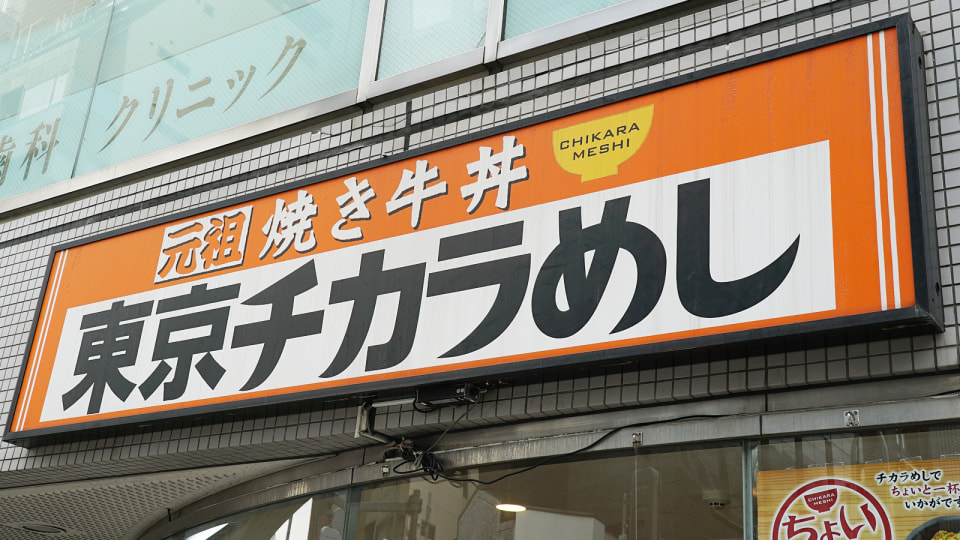 歯科 クリニック
元祖 焼き牛丼
CHIKARA
MESHI
東京チカラめし
CHIKARA
MESHI
ちょい
チカラめしで
ちょいと一杯
いかがです